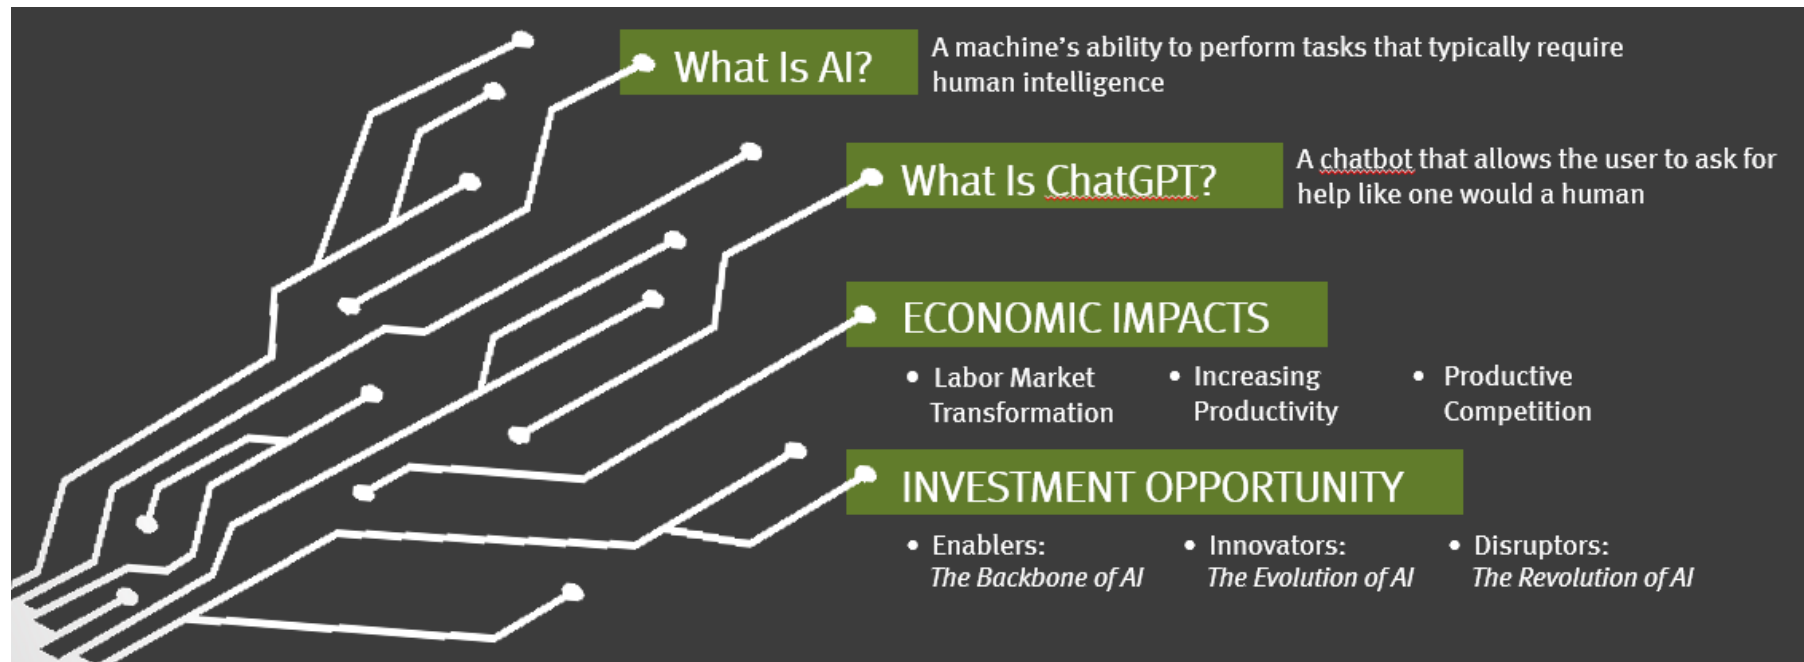 What Is AI?
A machine's ability to perform tasks that typically require
human intelligence
What Is ChatGPT?
A chatbot that allows the user to ask for
help like one would a human
ECONOMIC IMPACTS
• Labor Market
Transformation
• Increasing
Productivity
• Productive
Competition
INVESTMENT OPPORTUNITY
• Enablers:
The Backbone of AI
• Innovators:
The Evolution of AI
• Disruptors:
The Revolution of AI